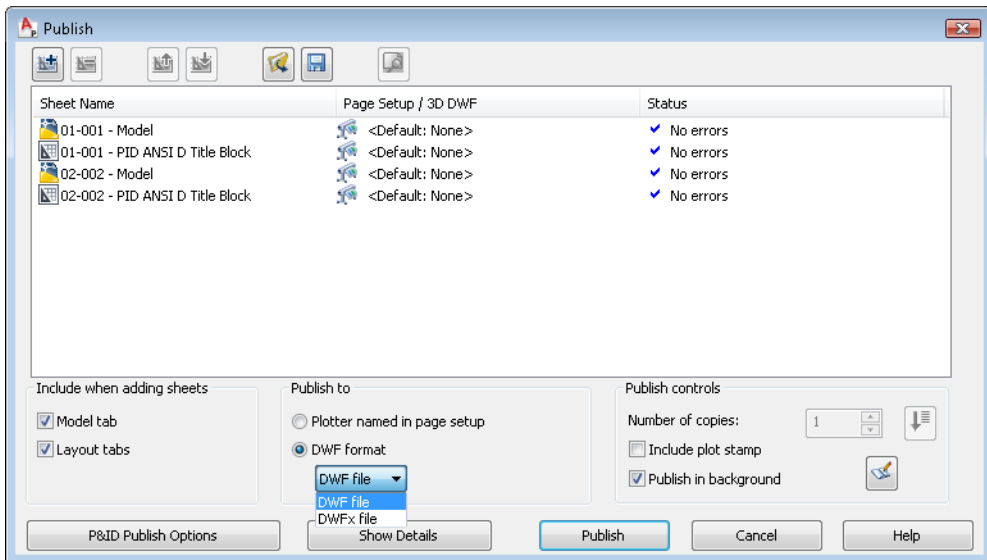 Publish
Sheet Name Page Setup / 3D DWF Status
01-001 - Model <Default: None> No errors
01-001 - PID ANSI D Title Block <Default: None> No errors
02-002 - Model <Default: None> No errors
02-002 - PID ANSI D Title Block <Default: None> No errors
Include when adding sheets Publish to Publish controls
Model tab Plotter named in page setup Number of copies: 1
Layout tabs DWF format Include plot stamp
DWF file Publish in background
DWF file
DWFx file
P&ID Publish Options Show Details Publish Cancel Help